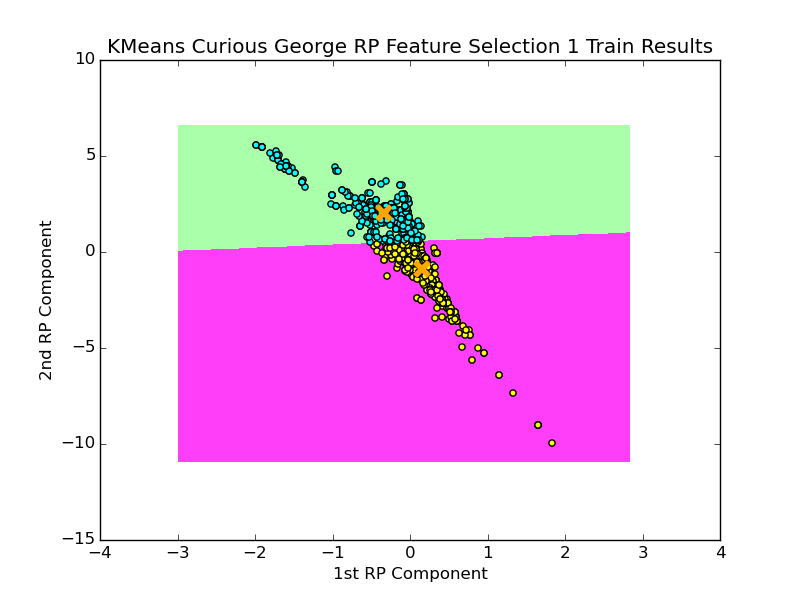 KMeans Curious George RP Feature Selection 1 Train Results
10
5
0
−5
−10
−15
2nd RP Component
−4 −3 −2 −1 0 1 2 3 4
1st RP Component